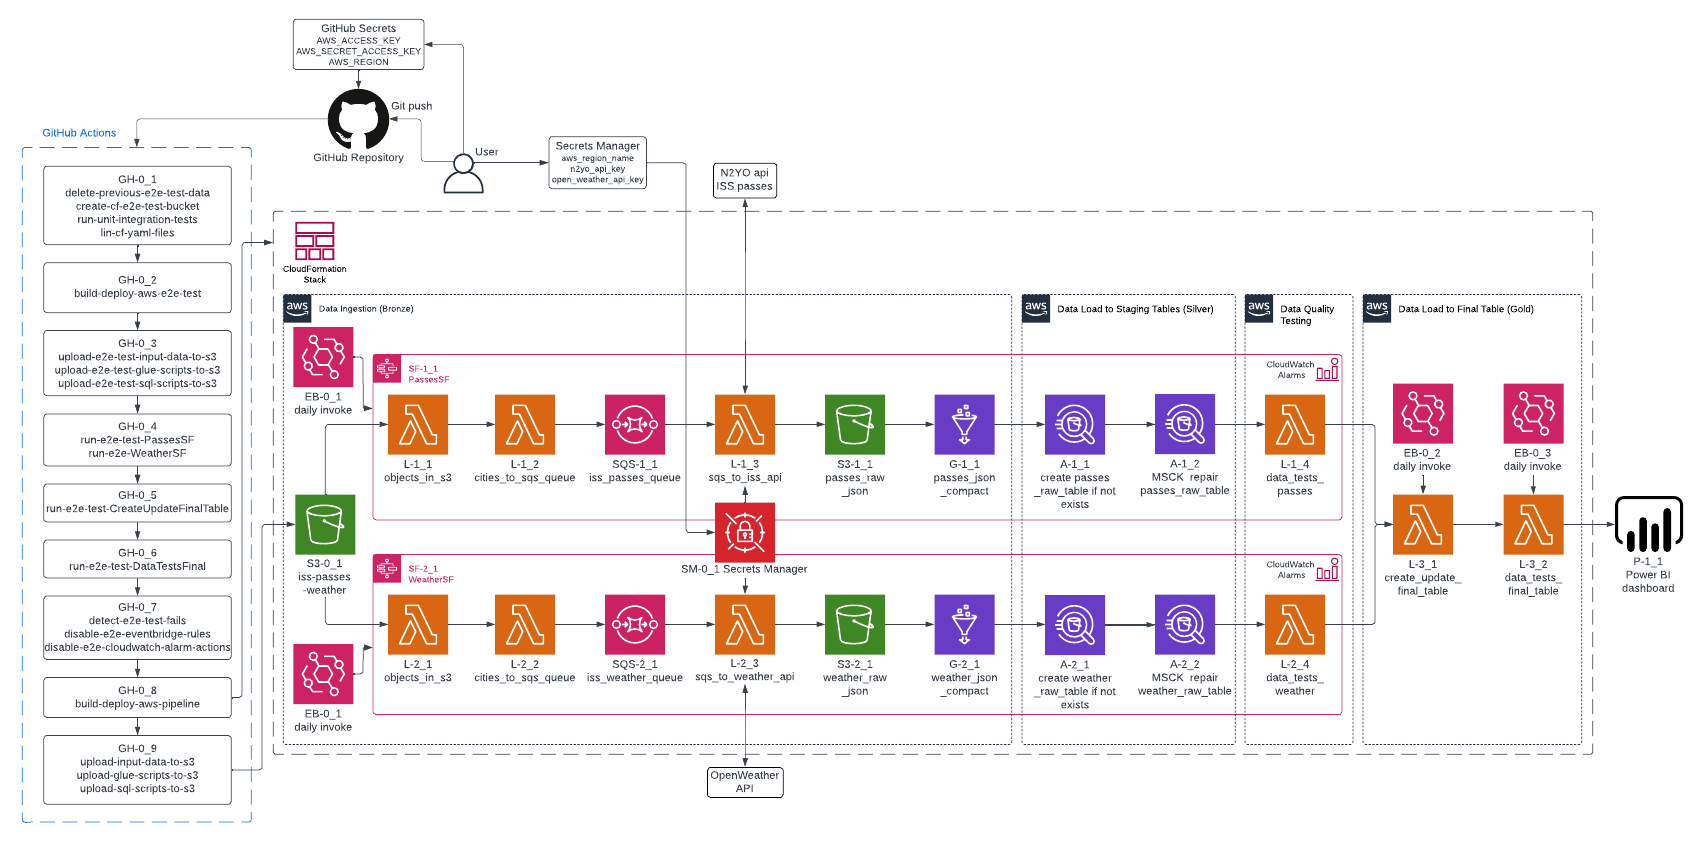 GitHub Secrets
AWS_ACCESS_KEY
AWS_SECRET_ACCESS_KEY
AWS_REGION
Git push
GitHub Repository
User
Secrets Manager
aws_region_name
n2yo_api_key
open_weather_api_key
N2YO api
ISS passes
GitHub Actions
GH-0_1
delete-previous-e2e-test-data
create-cf-e2e-test-bucket
run-unit-integration-tests
lin-cf-yaml-files
GH-0_2
build-deploy-aws-e2e-test
GH-0_3
upload-e2e-test-input-data-to-s3
upload-e2e-test-glue-scripts-to-s3
upload-e2e-test-sql-scripts-to-s3
GH-0_4
run-e2e-test-PassesSF
run-e2e-WeatherSF
GH-0_5
run-e2e-test-CreateUpdateFinalTable
GH-0_6
run-e2e-test-DataTestsFinal
GH-0_7
detect-e2e-test-fails
disable-e2e-eventbridge-rules
disable-e2e-cloudwatch-alarm-actions
GH-0_8
build-deploy-aws-pipeline
GH-0_9
upload-input-data-to-s3
upload-glue-scripts-to-s3
upload-sql-scripts-to-s3
CloudFormation
Stack
aws
Data Ingestion (Bronze)
aws
Data Load to Staging Tables (Silver)
aws
Data Quality
Testing
aws
Data Load to Final Table (Gold)
EB-0_1
daily invoke
SF-1_1
PassesSF
CloudWatch
Alarms
L-1_1
objects_in_s3
L-1_2
cities_to_sqs_queue
SQS-1_1
iss_passes_queue
L-1_3
sqs_to_iss_api
S3-1_1
passes_raw
_json
G-1_1
passes_json
_compact
A-1_1
create passes
_raw_table if not
exists
A-1_2
MSCK repair
passes_raw_table
L-1_4
data_tests_
passes
EB-0_2
daily invoke
EB-0_3
daily invoke
S3-0_1
iss-passes
-weather
SM-0_1 Secrets Manager
L-3_1
create_update_
final_table
L-3_2
data_tests_
final_table
P-1_1
Power BI
dashboard
SF-2_1
WeatherSF
CloudWatch
Alarms
L-2_1
objects_in_s3
L-2_2
cities_to_sqs_queue
SQS-2_1
iss_weather_queue
L-2_3
sqs_to_weather_api
S3-2_1
weather_raw
_json
G-2_1
weather_json
_compact
A-2_1
create weather
_raw_table if not
exists
A-2_2
MSCK repair
weather_raw_table
L-2_4
data_tests_
weather
EB-0_1
daily invoke
OpenWeather
API